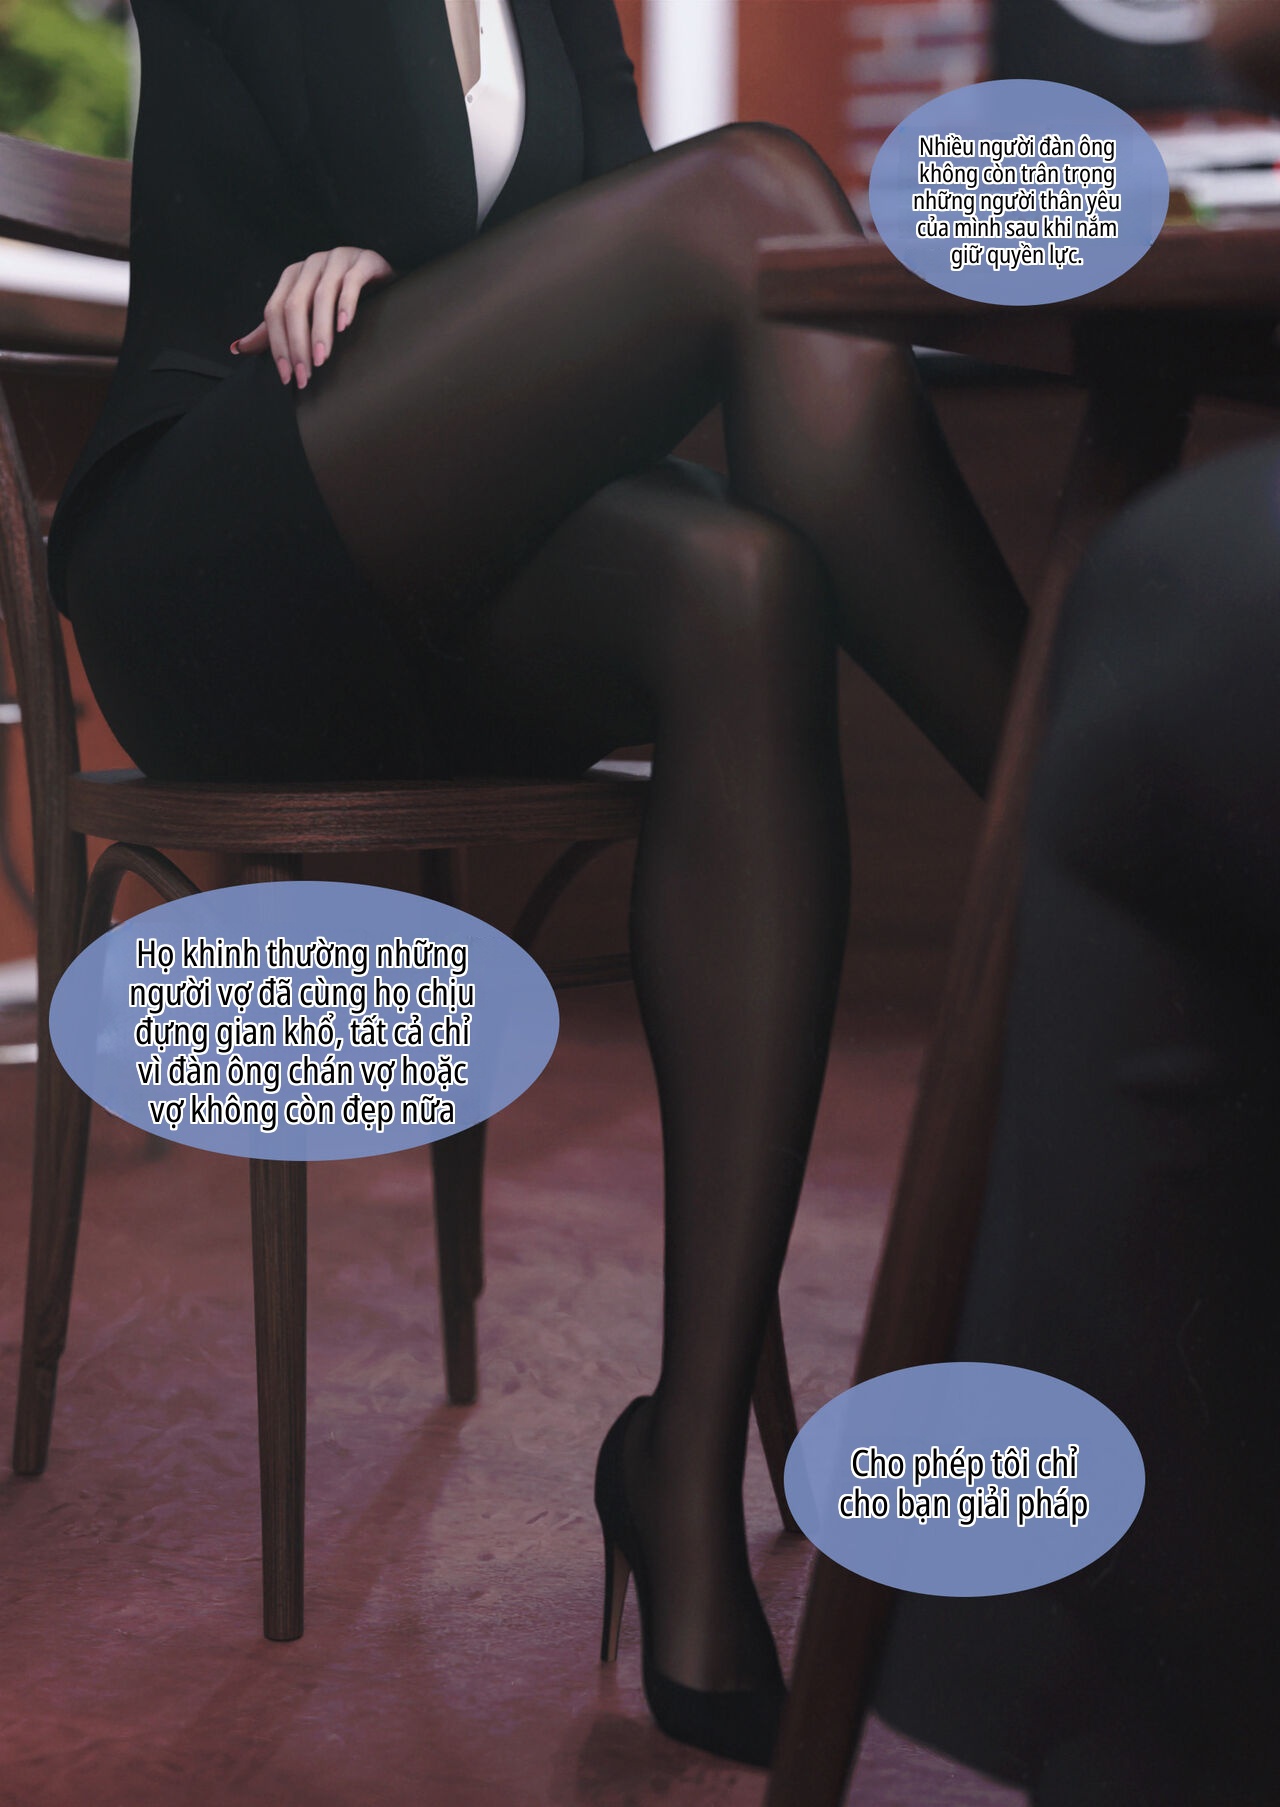 Nhiều người đàn ông
không còn trân trọng
những người thân yêu
của mình sau khi nắm
giữ quyền lực.
Họ khinh thường những
người vợ đã cùng họ chịu
đựng gian khổ, tất cả chỉ
vì đàn ông chán vợ hoặc
vợ không còn đẹp nữa
Cho phép tôi chỉ
cho bạn giải pháp